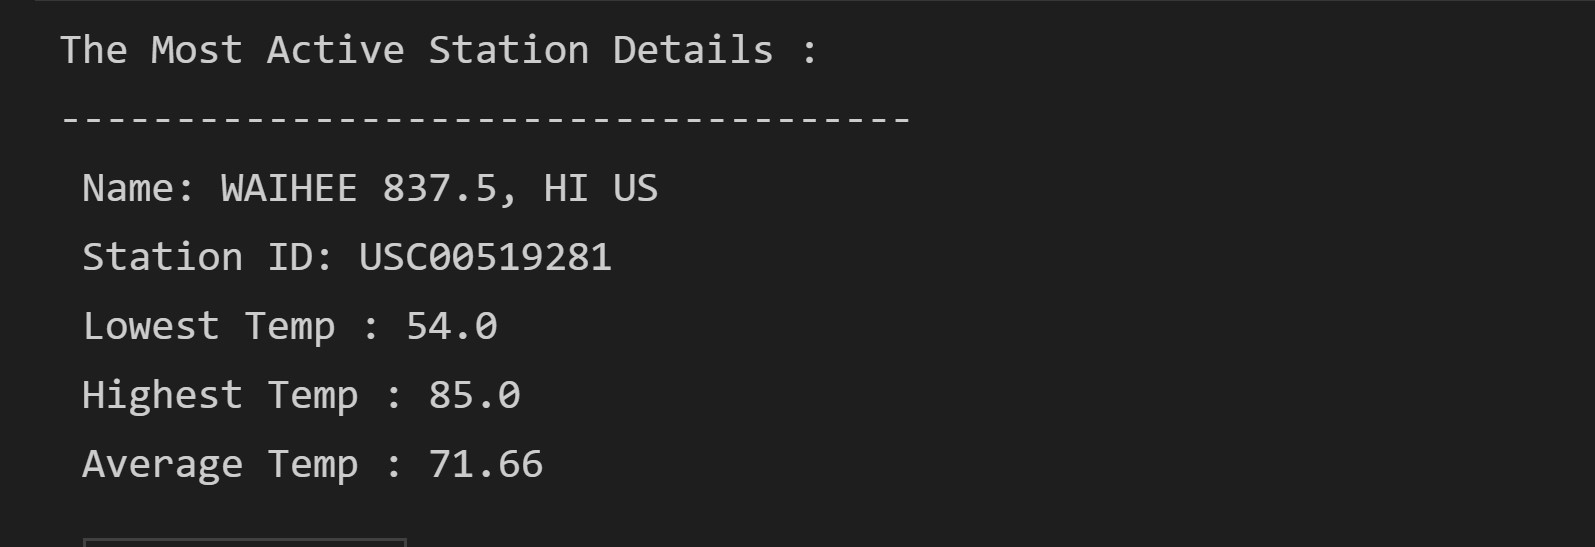 The Most Active Station Details :
-------------------------------------
Name: WAIHEE 837.5, HI US
Station ID: USC00519281
Lowest Temp : 54.0
Highest Temp : 85.0
Average Temp : 71.66